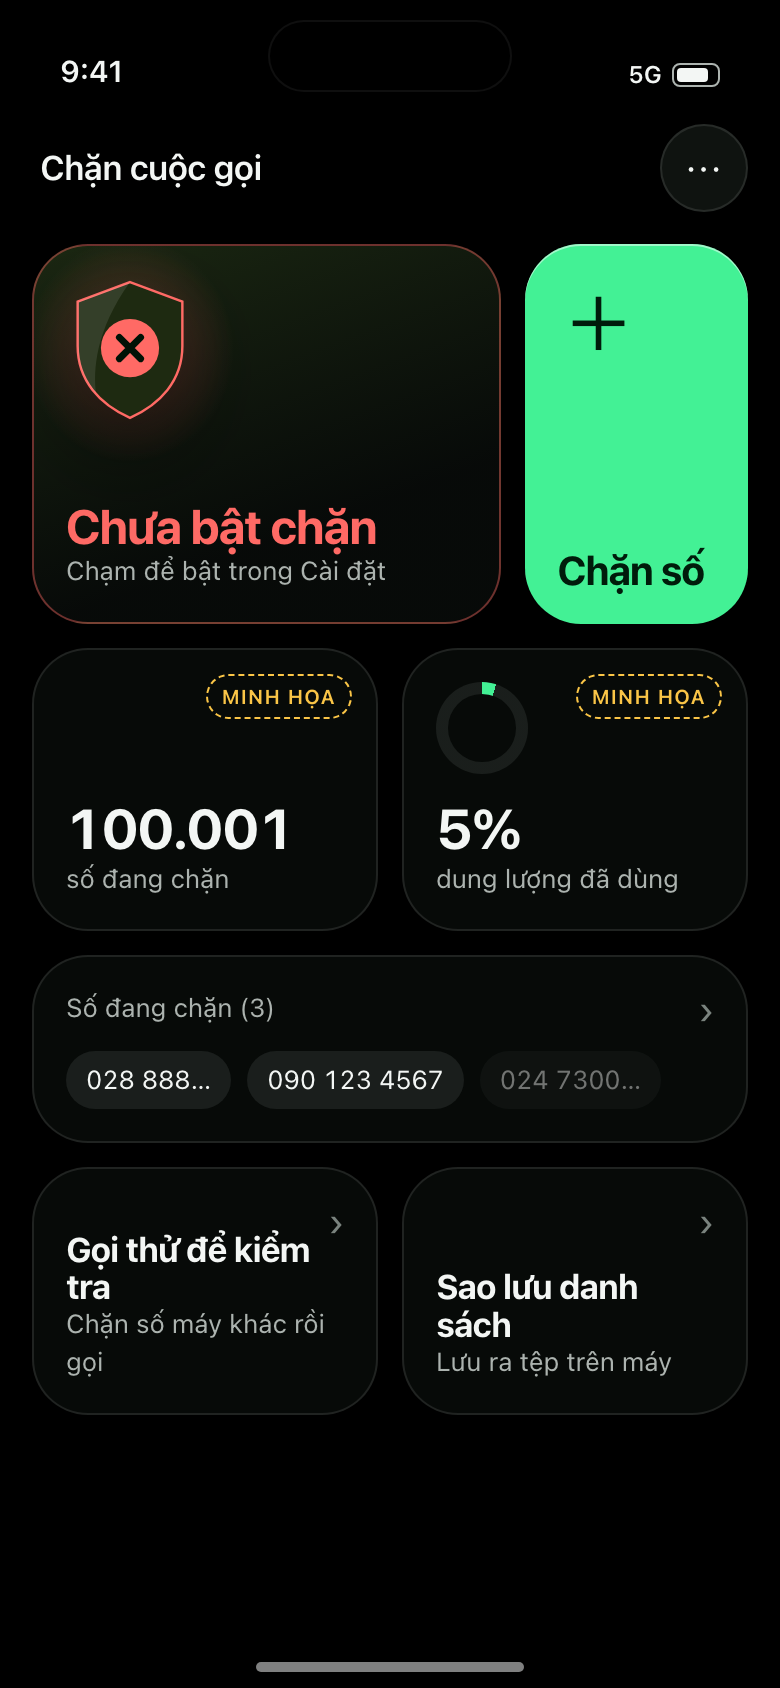 9:41
5G
Chặn cuộc gọi
...
Chưa bật chặn
Chạm để bật trong Cài đặt
Chặn số
MINH HỌA
100.001
số đang chặn
MINH HỌA
5%
dung lượng đã dùng
Số đang chặn (3)
028 888...
090 123 4567
024 7300...
Gọi thử để kiểm
tra
Chặn số máy khác rồi
gọi
Sao lưu danh
sách
Lưu ra tệp trên máy